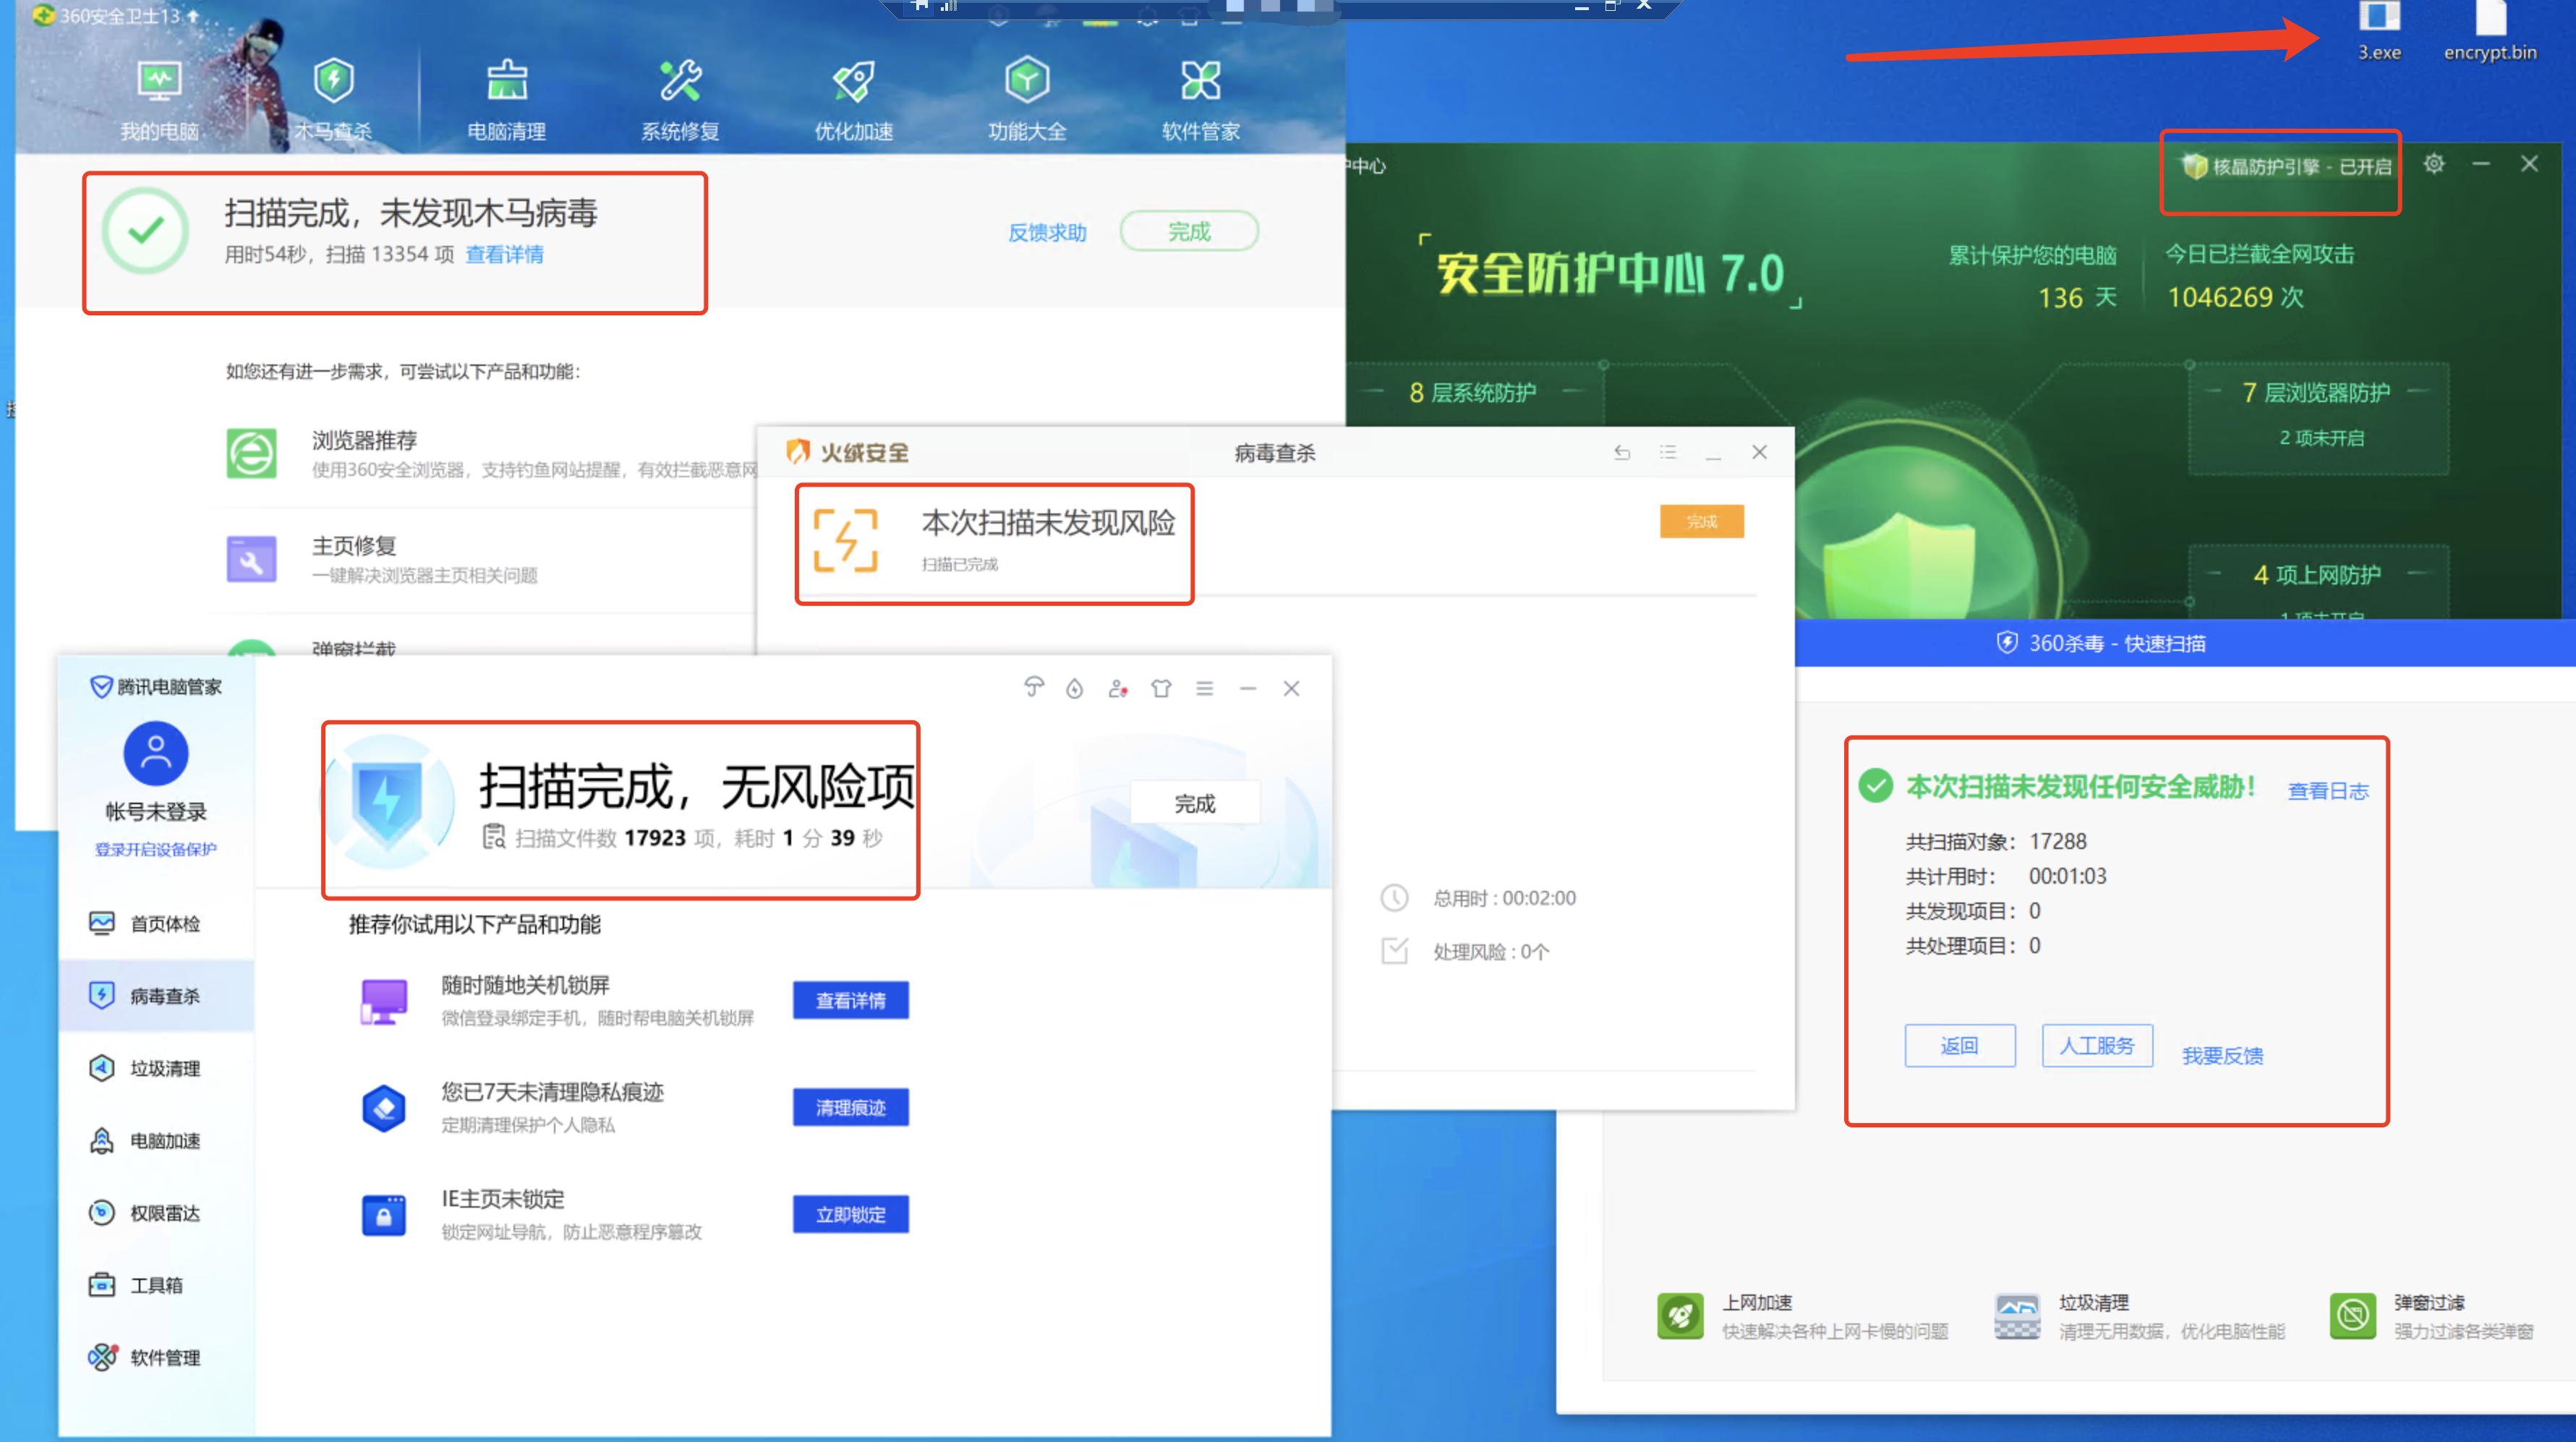 360安全卫士13
我的电脑
木马查杀
电脑清理
系统修复
优化加速
功能大全
软件管家
扫描完成，未发现木马病毒
用时54秒，扫描 13354 项 查看详情
反馈求助
完成
如您还有进一步需求，可尝试以下产品和功能：
浏览器推荐
使用360安全浏览器，支持钓鱼网站提醒，有效拦截恶意网
主页修复
一键解决浏览器主页相关问题
弹窗拦截
3.exe
encrypt.bin
护中心
核晶防护引擎 - 已开启
安全防护中心 7.0
累计保护您的电脑
136 天
今日已拦截全网攻击
1046269 次
8 层系统防护
7 层浏览器防护
2 项未开启
4 项上网防护
1 项未开启
火绒安全
病毒查杀
本次扫描未发现风险
扫描已完成
完成
总用时 : 00:02:00
处理风险 : 0个
腾讯电脑管家
帐号未登录
登录开启设备保护
首页体检
病毒查杀
垃圾清理
电脑加速
权限雷达
工具箱
软件管理
扫描完成，无风险项
扫描文件数 17923 项，耗时 1 分 39 秒
完成
推荐你试用以下产品和功能
随时随地关机锁屏
微信登录绑定手机，随时帮电脑关机锁屏
查看详情
您已7天未清理隐私痕迹
定期清理保护个人隐私
清理痕迹
IE主页未锁定
锁定网址导航，防止恶意程序篡改
立即锁定
360杀毒 - 快速扫描
本次扫描未发现任何安全威胁！ 查看日志
共扫描对象： 17288
共计用时： 00:01:03
共发现项目： 0
共处理项目： 0
返回
人工服务
我要反馈
上网加速
快速解决各种上网卡慢的问题
垃圾清理
清理无用数据，优化电脑性能
弹窗过滤
强力过滤各类弹窗